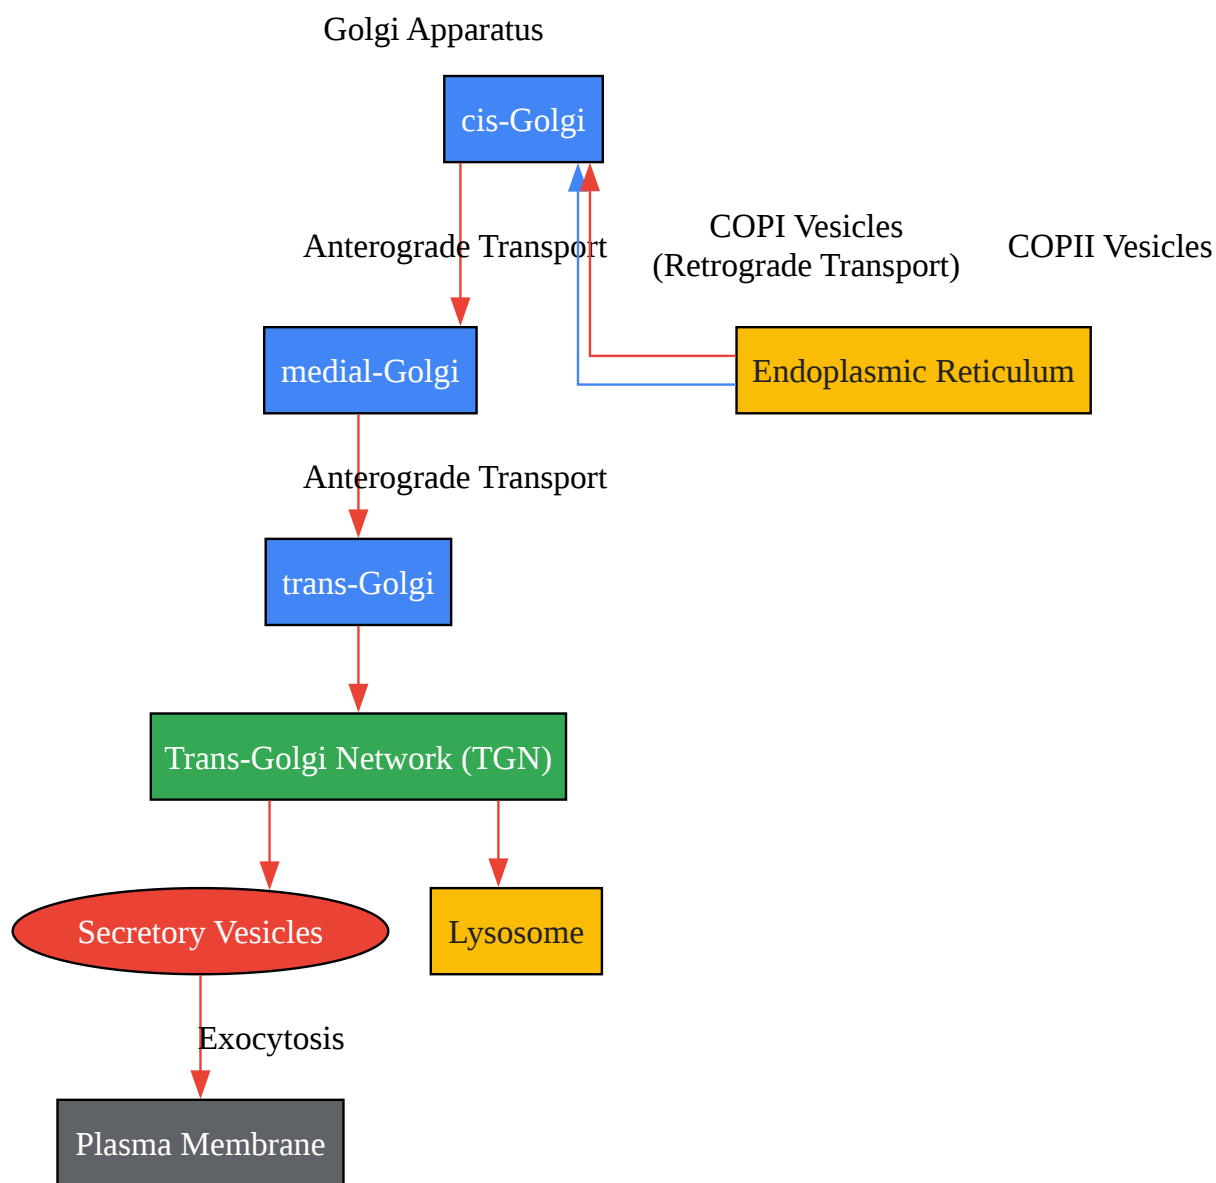 Golgi Apparatus
cis-Golgi
Anterograde Transport
COPI Vesicles
(Retrograde Transport)
COPII Vesicles
medial-Golgi
Endoplasmic Reticulum
Anterograde Transport
trans-Golgi
Trans-Golgi Network (TGN)
Secretory Vesicles
Lysosome
Exocytosis
Plasma Membrane